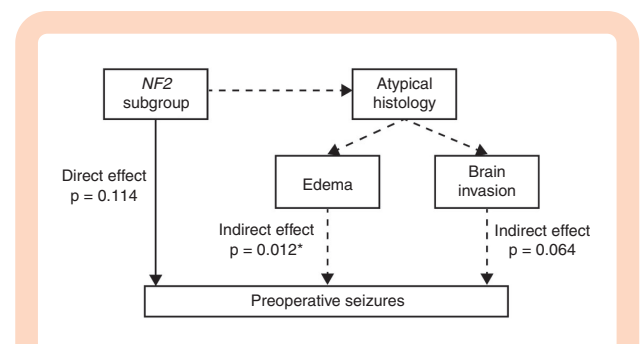 NF2
subgroup
Atypical
histology
Direct effect
p = 0.114
Edema
Brain
invasion
Indirect effect
p = 0.012*
Indirect effect
p = 0.064
Preoperative seizures